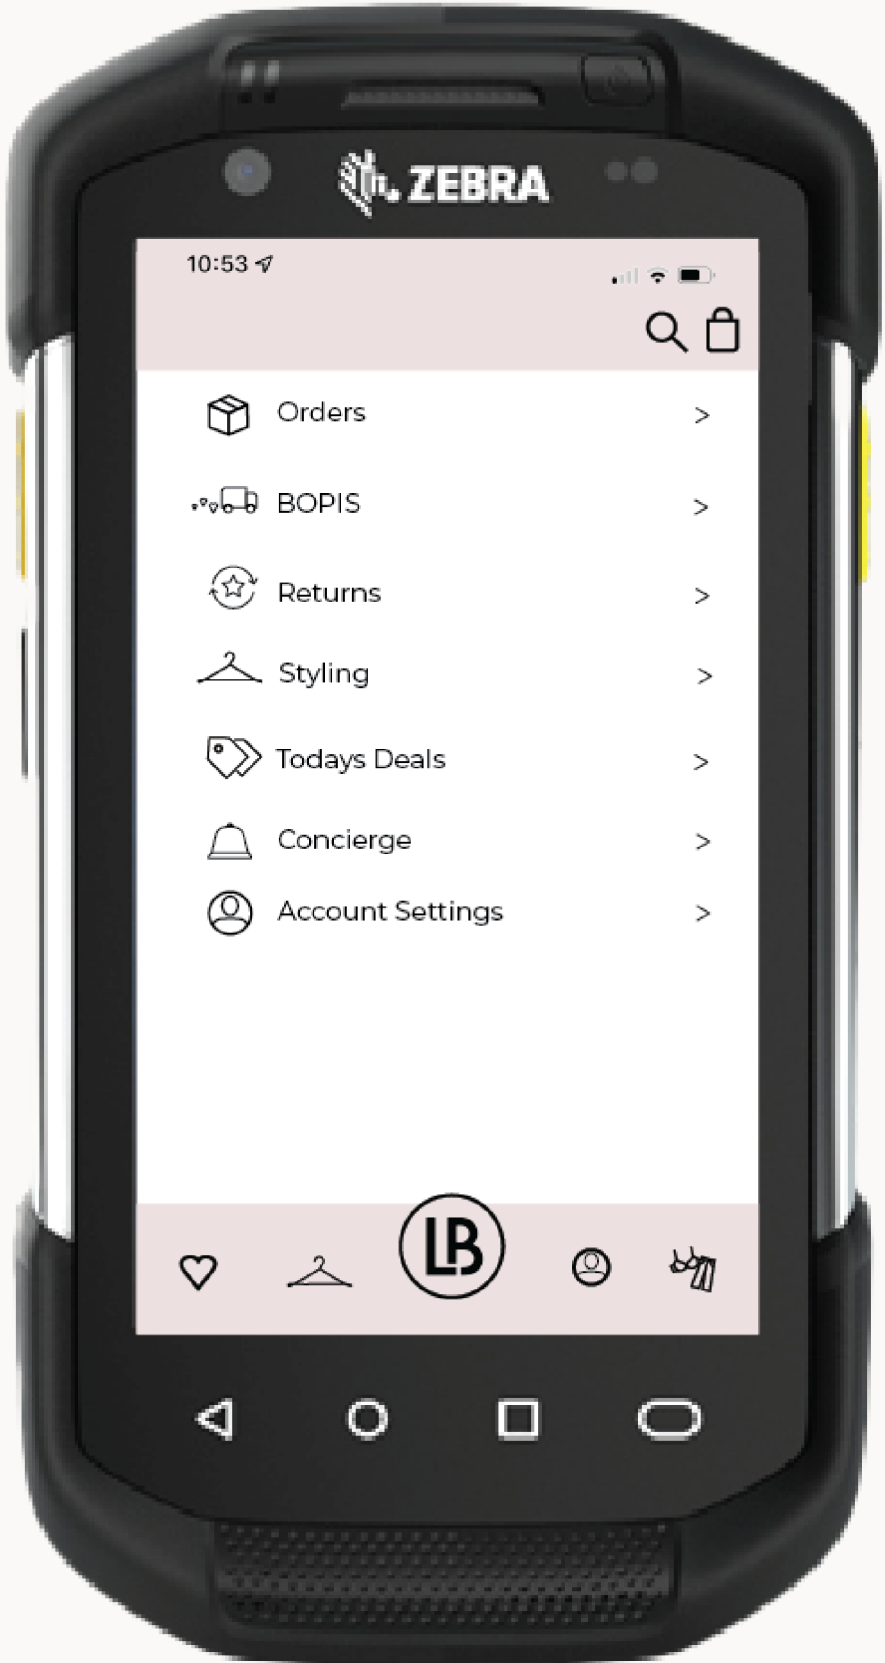 ZEBRA
10:53
Orders >
BOPIS >
Returns >
Styling >
Todays Deals >
Concierge >
Account Settings >
LB